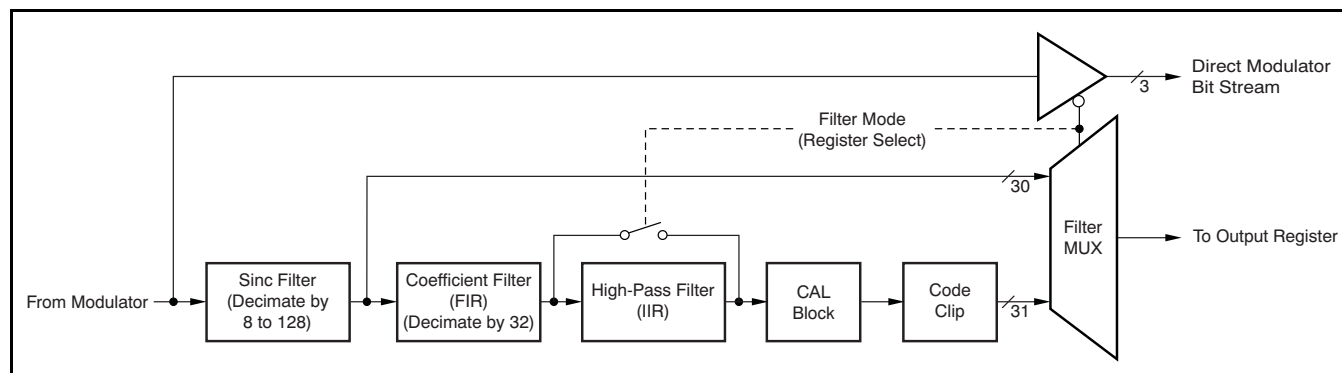 Direct Modulator
Bit Stream
3
Filter Mode
(Register Select)
30
Filter
MUX
To Output Register
From Modulator
Sinc Filter
(Decimate by
8 to 128)
Coefficient Filter
(FIR)
(Decimate by 32)
High-Pass Filter
(IIR)
CAL
Block
Code
Clip
31